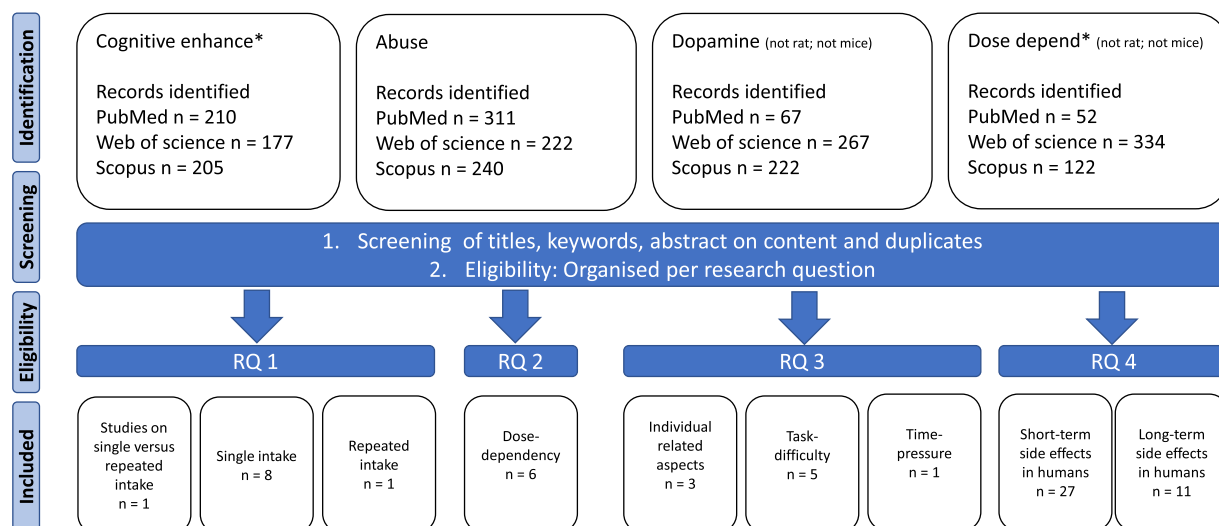 Identification
Cognitive enhance*
Records identified
PubMed n = 210
Web of science n = 177
Scopus n = 205
Abuse
Records identified
PubMed n = 311
Web of science n = 222
Scopus n = 240
Dopamine (not rat; not mice)
Records identified
PubMed n = 67
Web of science n = 267
Scopus n = 222
Dose depend* (not rat; not mice)
Records identified
PubMed n = 52
Web of science n = 334
Scopus n = 122
Screening
1. Screening of titles, keywords, abstract on content and duplicates
2. Eligibility: Organised per research question
Eligibility
RQ 1
RQ 2
RQ 3
RQ 4
Included
Studies on
single versus
repeated
intake
n = 1
Single intake
n = 8
Repeated
intake
n = 1
Dose-
dependency
n = 6
Individual
related
aspects
n = 3
Task-
difficulty
n = 5
Time-
pressure
n = 1
Short-term
side effects
in humans
n = 27
Long-term
side effects
in humans
n = 11